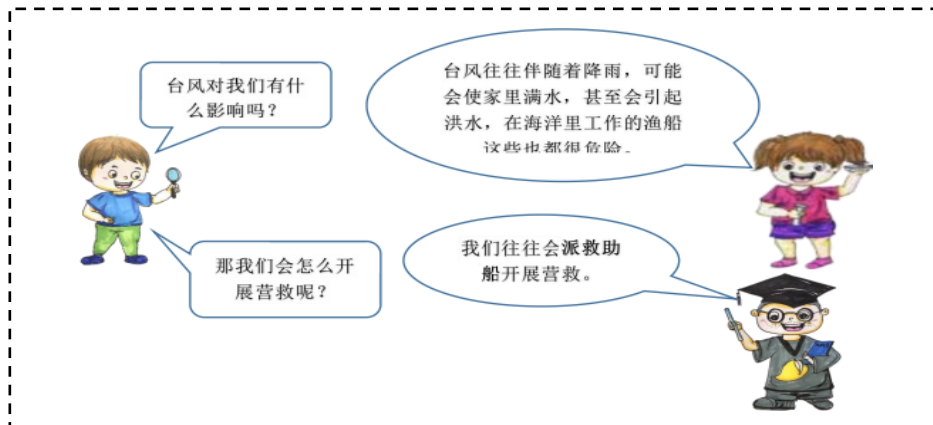 台风对我们有什
么影响吗？
台风往往伴随着降雨，可能
会使家里满水，甚至会引起
洪水，在海洋里工作的渔船
这些也都很危险。
那我们会怎么开
展营救呢？
我们往往会派救助
船开展营救。